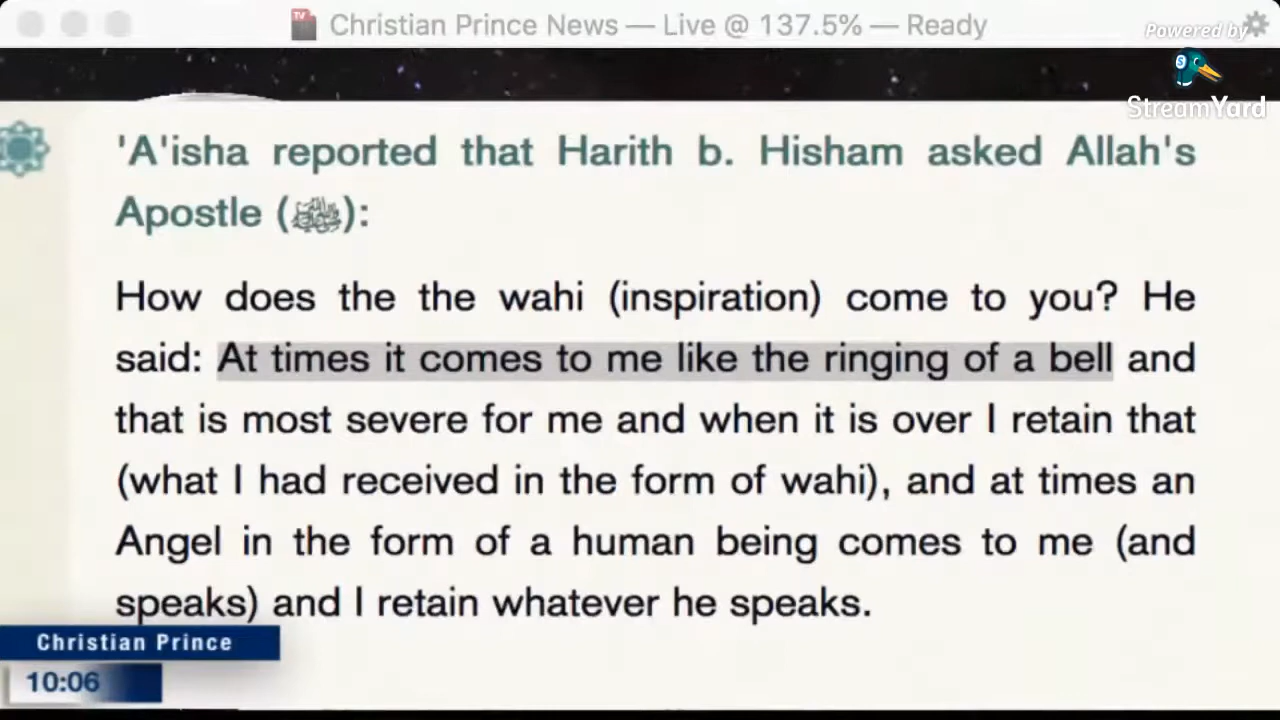 Christian Prince News — Live @ 137.5% — Ready
Powered by
StreamYard
'A'isha reported that Harith b. Hisham asked Allah's
Apostle (ﷺ):
How does the the wahi (inspiration) come to you? He
said: At times it comes to me like the ringing of a bell and
that is most severe for me and when it is over I retain that
(what I had received in the form of wahi), and at times an
Angel in the form of a human being comes to me (and
speaks) and I retain whatever he speaks.
Christian Prince
10:06